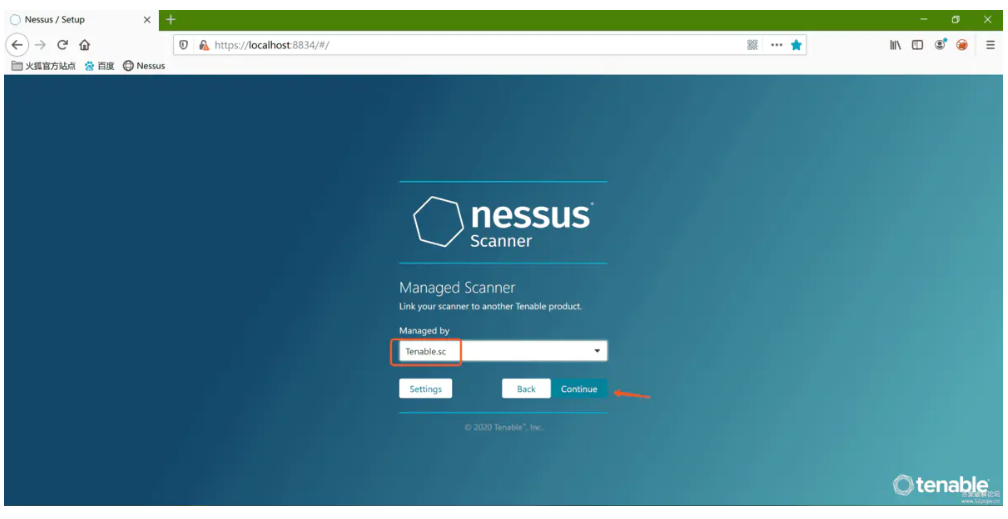 Nessus / Setup
https://localhost:8834/#/
火狐官方站点 百度 Nessus
nessus
Scanner
Managed Scanner
Link your scanner to another Tenable product.
Managed by
Tenable.sc
Settings Back Continue
© 2020 Tenable™, Inc.
tenable